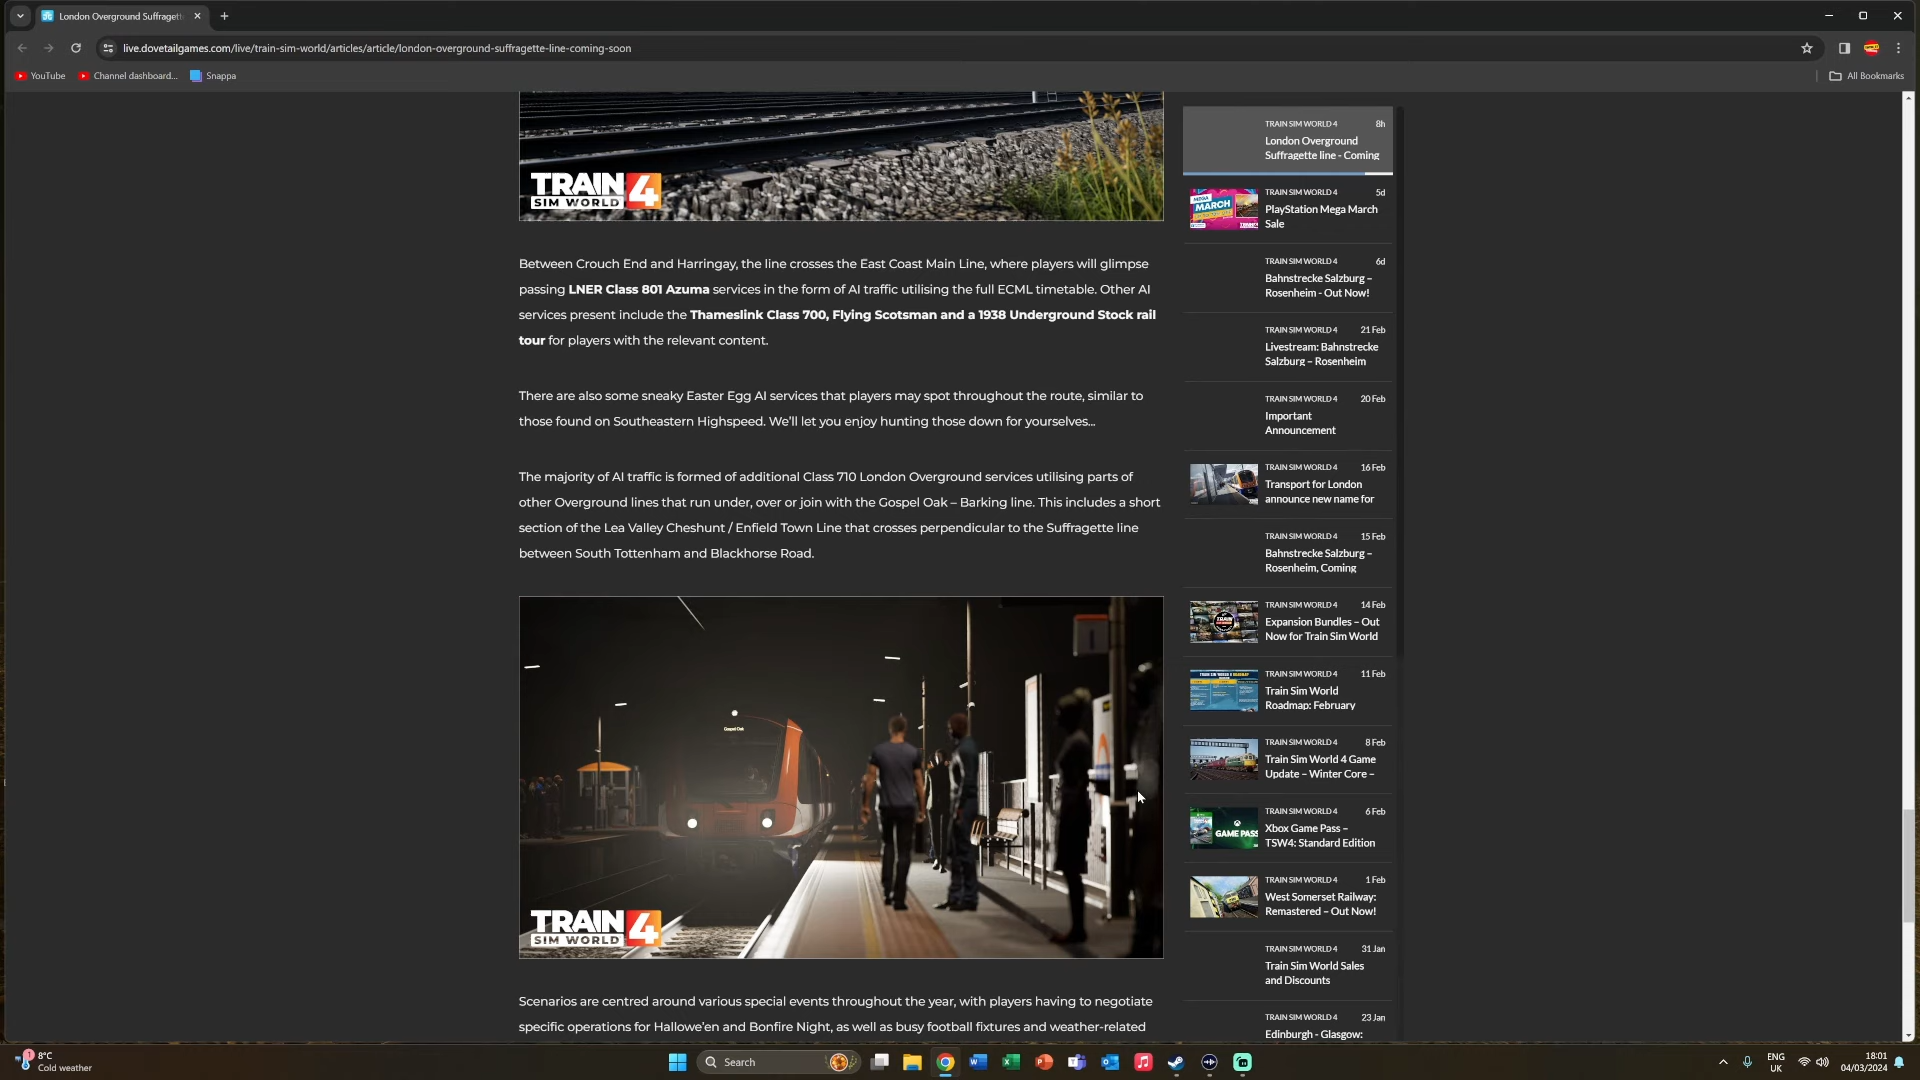 London Overground Suffragett
live.dovetailgames.com/live/train-sim-world/articles/article/london-overground-suffragette-line-coming-soon
YouTube
Channel dashboard...
Snappa
All Bookmarks
TRAIN 4
SIM WORLD
Between Crouch End and Harringay, the line crosses the East Coast Main Line, where players will glimpse
passing LNER Class 801 Azuma services in the form of AI traffic utilising the full ECML timetable. Other AI
services present include the Thameslink Class 700, Flying Scotsman and a 1938 Underground Stock rail
tour for players with the relevant content.
There are also some sneaky Easter Egg AI services that players may spot throughout the route, similar to
those found on Southeastern Highspeed. We'll let you enjoy hunting those down for yourselves...
The majority of AI traffic is formed of additional Class 710 London Overground services utilising parts of
other Overground lines that run under, over or join with the Gospel Oak – Barking line. This includes a short
section of the Lea Valley Cheshunt / Enfield Town Line that crosses perpendicular to the Suffragette line
between South Tottenham and Blackhorse Road.
Gospel Oak
TRAIN 4
SIM WORLD
Scenarios are centred around various special events throughout the year, with players having to negotiate
specific operations for Hallowe'en and Bonfire Night, as well as busy football fixtures and weather-related
TRAIN SIM WORLD 4 8h
London Overground
Suffragette line - Coming
TRAIN SIM WORLD 4 5d
MEGA
MARCH
PlayStation Mega March
Sale
TRAIN SIM WORLD 4 6d
Bahnstrecke Salzburg –
Rosenheim - Out Now!
TRAIN SIM WORLD 4 21 Feb
Livestream: Bahnstrecke
Salzburg – Rosenheim
TRAIN SIM WORLD 4 20 Feb
Important
Announcement
TRAIN SIM WORLD 4 16 Feb
Transport for London
announce new name for
TRAIN SIM WORLD 4 15 Feb
Bahnstrecke Salzburg –
Rosenheim, Coming
TRAIN SIM WORLD 4 14 Feb
Expansion Bundles – Out
Now for Train Sim World
TRAIN SIM WORLD 4 11 Feb
Train Sim World
Roadmap: February
TRAIN SIM WORLD 4 8 Feb
Train Sim World 4 Game
Update – Winter Core –
TRAIN SIM WORLD 4 6 Feb
GAME PASS
Xbox Game Pass –
TSW4: Standard Edition
TRAIN SIM WORLD 4 1 Feb
West Somerset Railway:
Remastered – Out Now!
TRAIN SIM WORLD 4 31 Jan
Train Sim World Sales
and Discounts
TRAIN SIM WORLD 4 23 Jan
Edinburgh - Glasgow:
1
8°C
Cold weather
Search
ENG
UK
18:01
04/03/2024